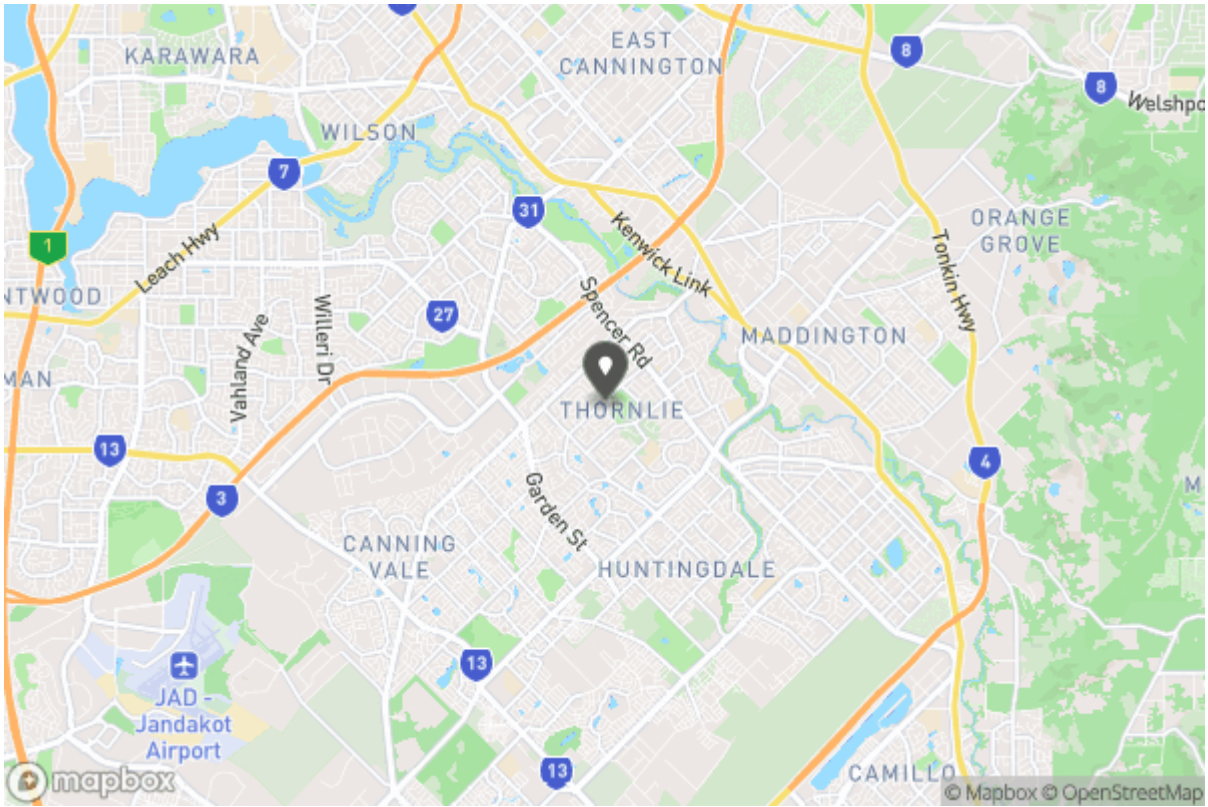 KARAWARA
EAST
CANNINGTON
8
8
Welshpo
WILSON
7
31
ORANGE
GROVE
1
Leach Hwy
Kenwick Link
Tonkin Hwy
NTWOOD
Willeri Dr
27
Spencer Rd
Vahland Ave
MADDINGTON
MAN
THORNLIE
13
4
3
M
Garden St
CANNING
VALE
HUNTINGDALE
13
JAD -
Jandakot
Airport
13
CAMILLO
mapbox
© Mapbox © OpenStreetMap